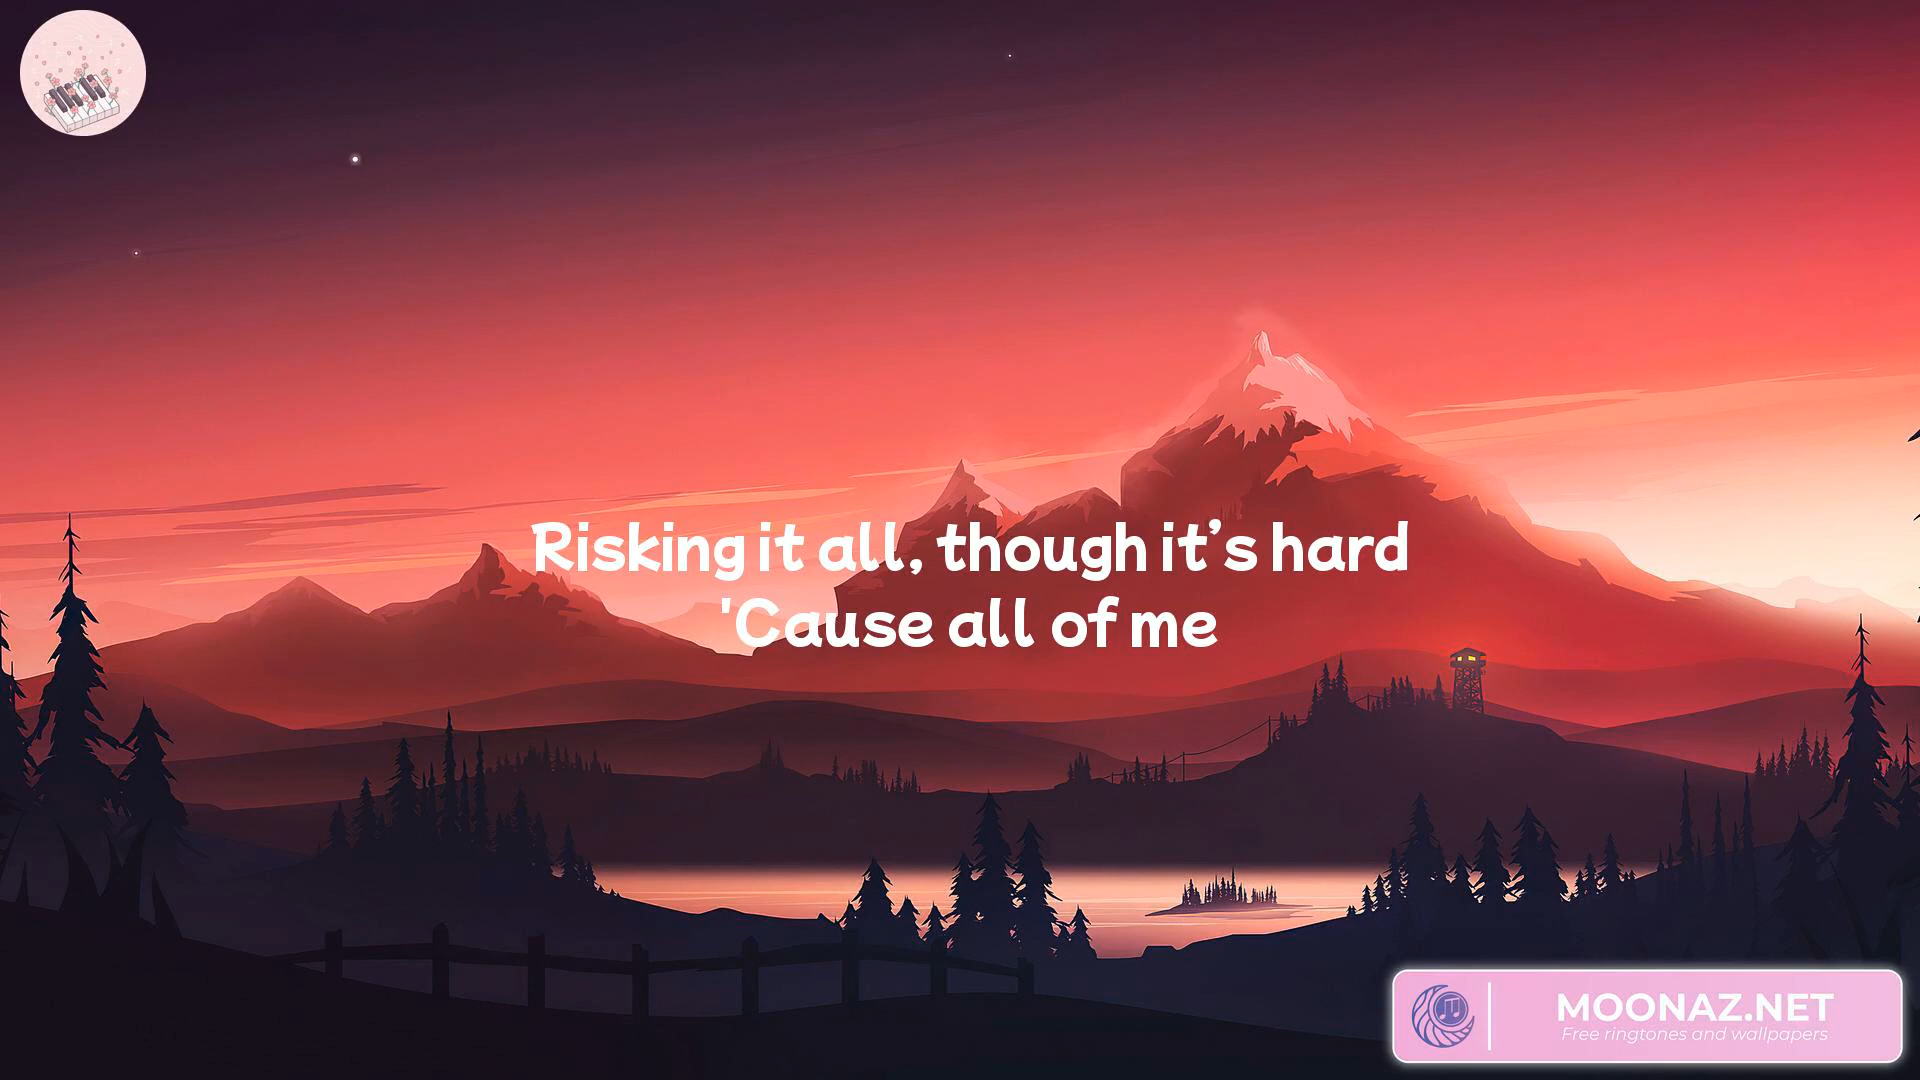 Risking it all, though it’s hard
'Cause all of me
MOONAZ.NET
Free ringtones and wallpapers